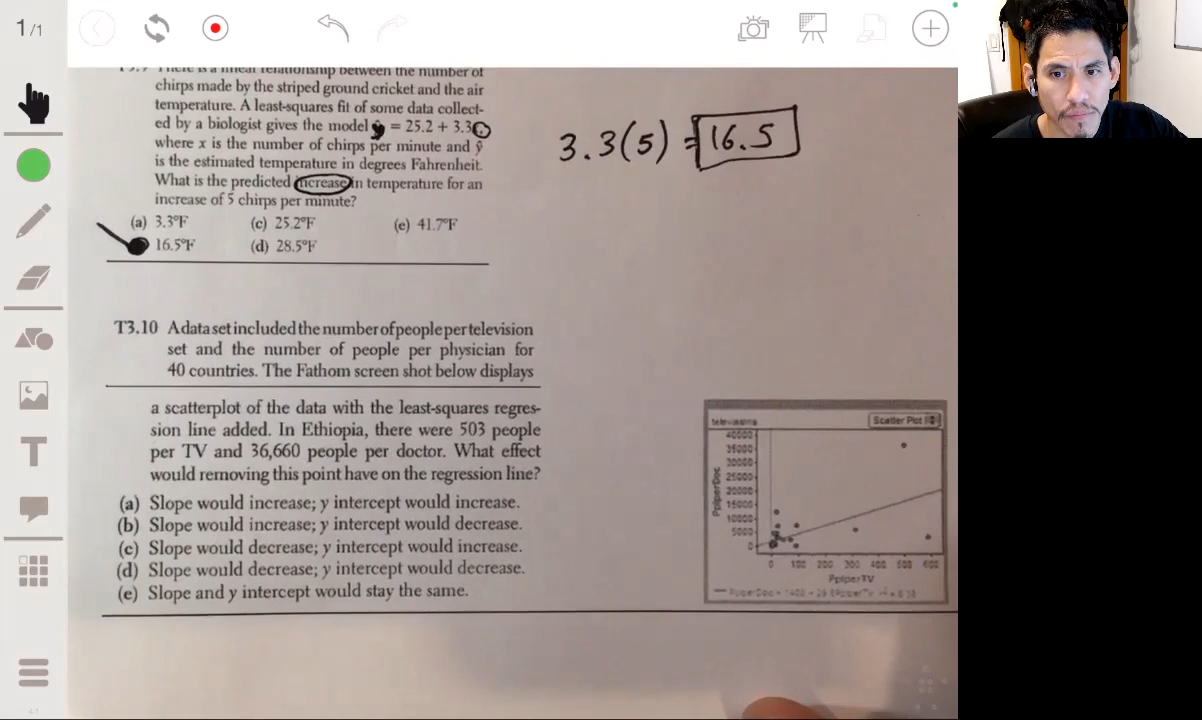 1/1
There is a linear relationship between the number of
chirps made by the striped ground cricket and the air
temperature. A least-squares fit of some data collect-
ed by a biologist gives the model = 25.2 + 3.3
where x is the number of chirps per minute and ŷ
is the estimated temperature in degrees Fahrenheit.
What is the predicted increase in temperature for an
increase of 5 chirps per minute?
(a) 3.3°F (c) 25.2°F (e) 41.7°F
16.5°F (d) 28.5°F
3.3(5) = 16.5
T3.10 A data set included the number of people per television
set and the number of people per physician for
40 countries. The Fathom screen shot below displays
a scatterplot of the data with the least-squares regres-
sion line added. In Ethiopia, there were 503 people
per TV and 36,660 people per doctor. What effect
would removing this point have on the regression line?
(a) Slope would increase; y intercept would increase.
(b) Slope would increase; y intercept would decrease.
(c) Slope would decrease; y intercept would increase.
(d) Slope would decrease; y intercept would decrease.
(e) Slope and y intercept would stay the same.
televisions Scatter Plot
PplperDoc
40000
35000
30000
25000
20000
15000
10000
5000
0
0 100 200 300 400 500 600
PplperTV
T